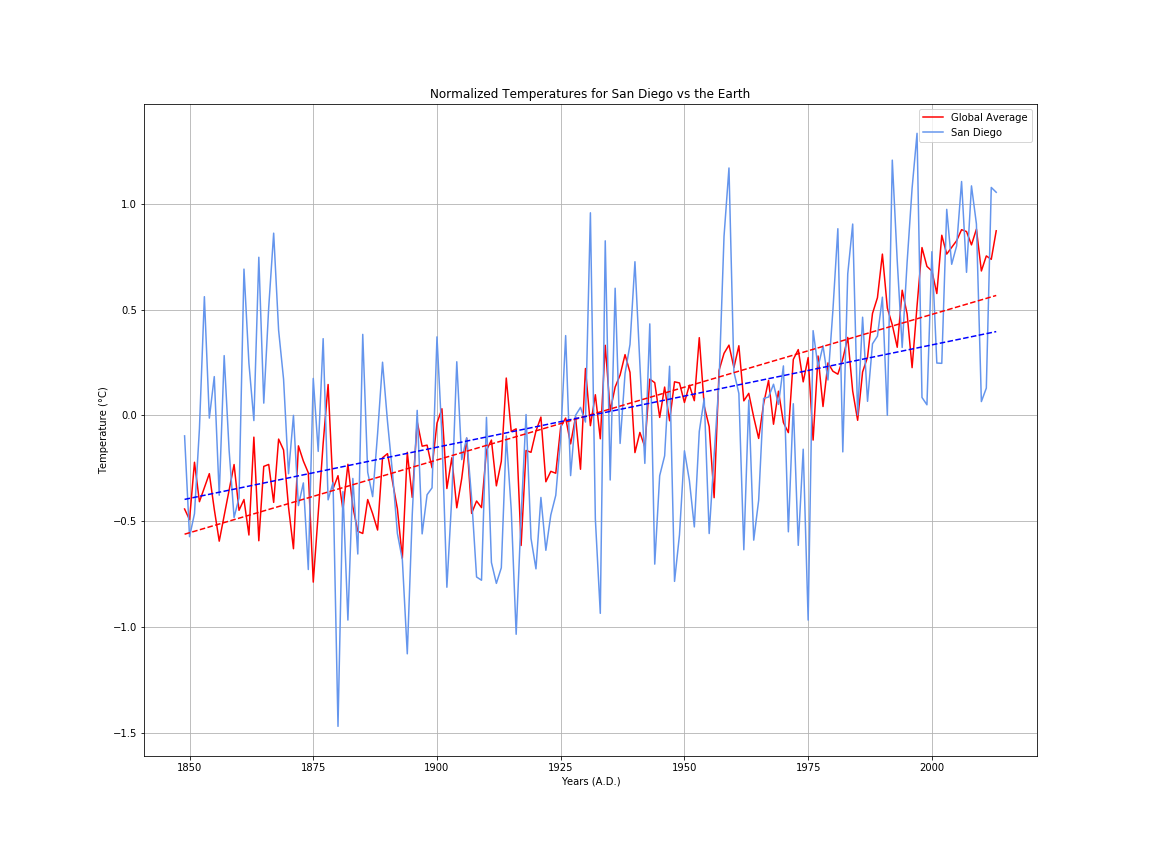 Normalized Temperatures for San Diego vs the Earth
Global Average
San Diego
Temperature (°C)
1.0
0.5
0.0
−0.5
−1.0
−1.5
1850 1875 1900 1925 1950 1975 2000
Years (A.D.)